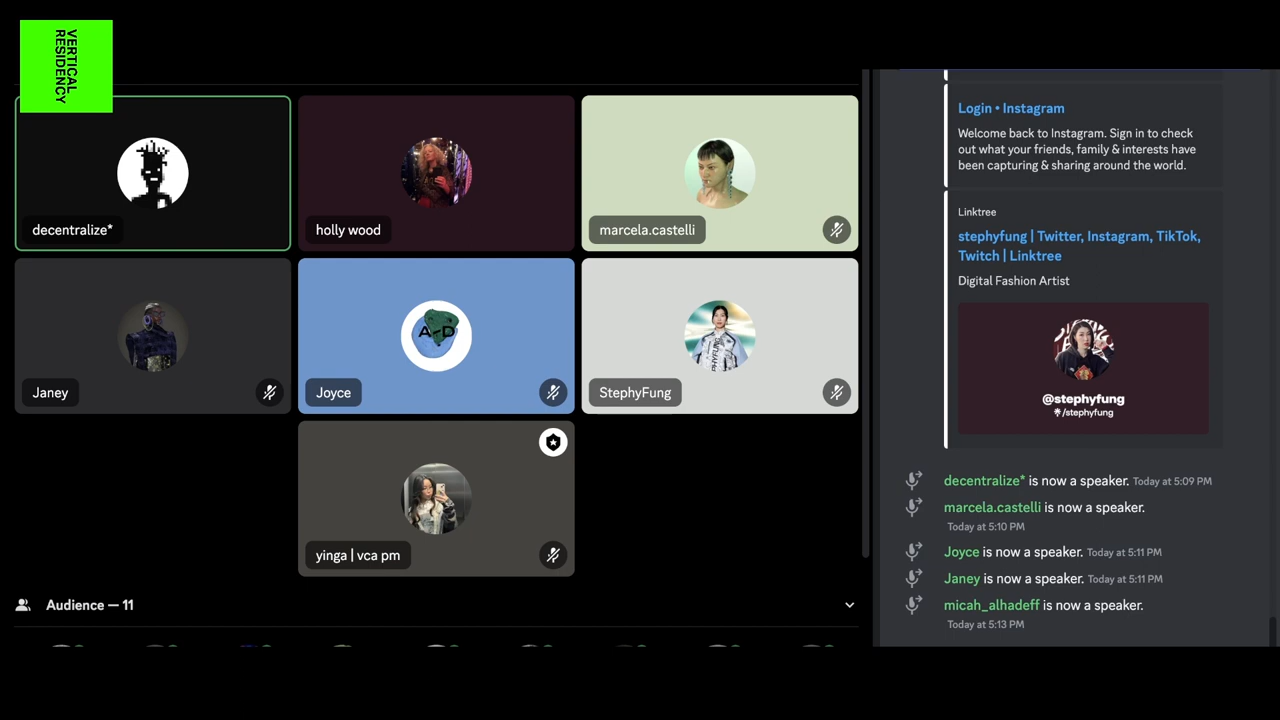 VERTICAL
RESIDENCY
decentralize*
holly wood
marcela.castelli
Janey
A-D
Joyce
StephyFung
yinga | vca pm
Audience — 11
Login • Instagram
Welcome back to Instagram. Sign in to check
out what your friends, family & interests have
been capturing & sharing around the world.
Linktree
stephyfung | Twitter, Instagram, TikTok,
Twitch | Linktree
Digital Fashion Artist
@stephyfung
/stephyfung
decentralize* is now a speaker. Today at 5:09 PM
marcela.castelli is now a speaker.
Today at 5:10 PM
Joyce is now a speaker. Today at 5:11 PM
Janey is now a speaker. Today at 5:11 PM
micah_alhadeff is now a speaker.
Today at 5:13 PM